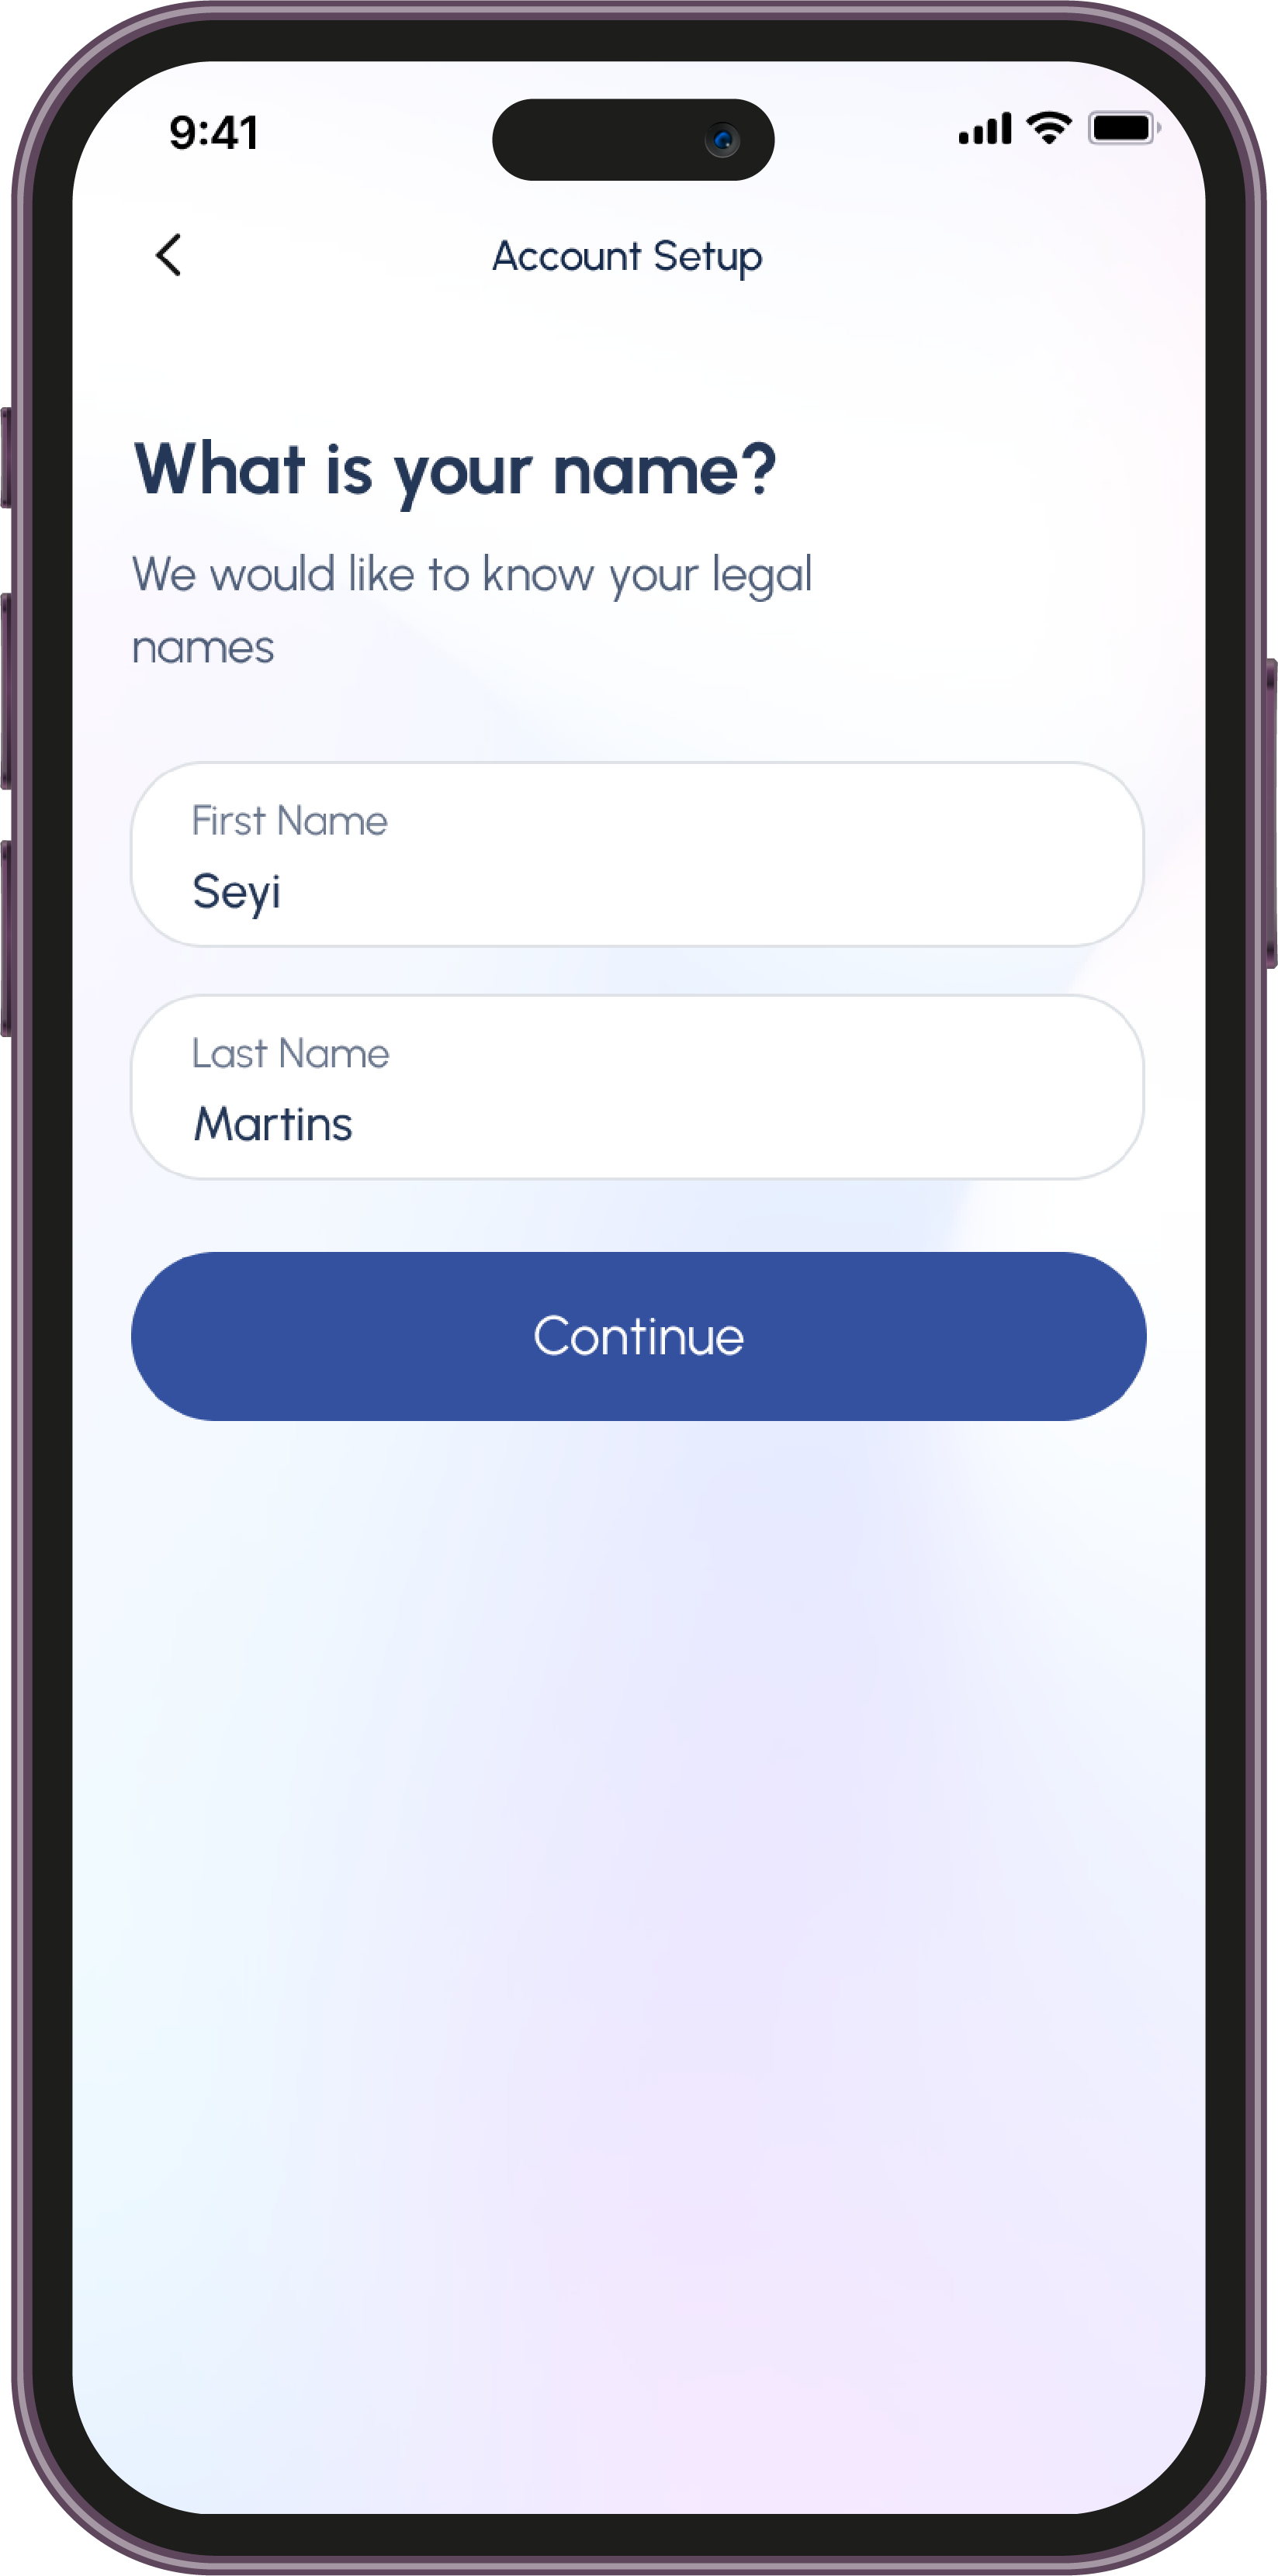 9:41
Account Setup
What is your name?
We would like to know your legal
names
First Name
Seyi
Last Name
Martins
Continue